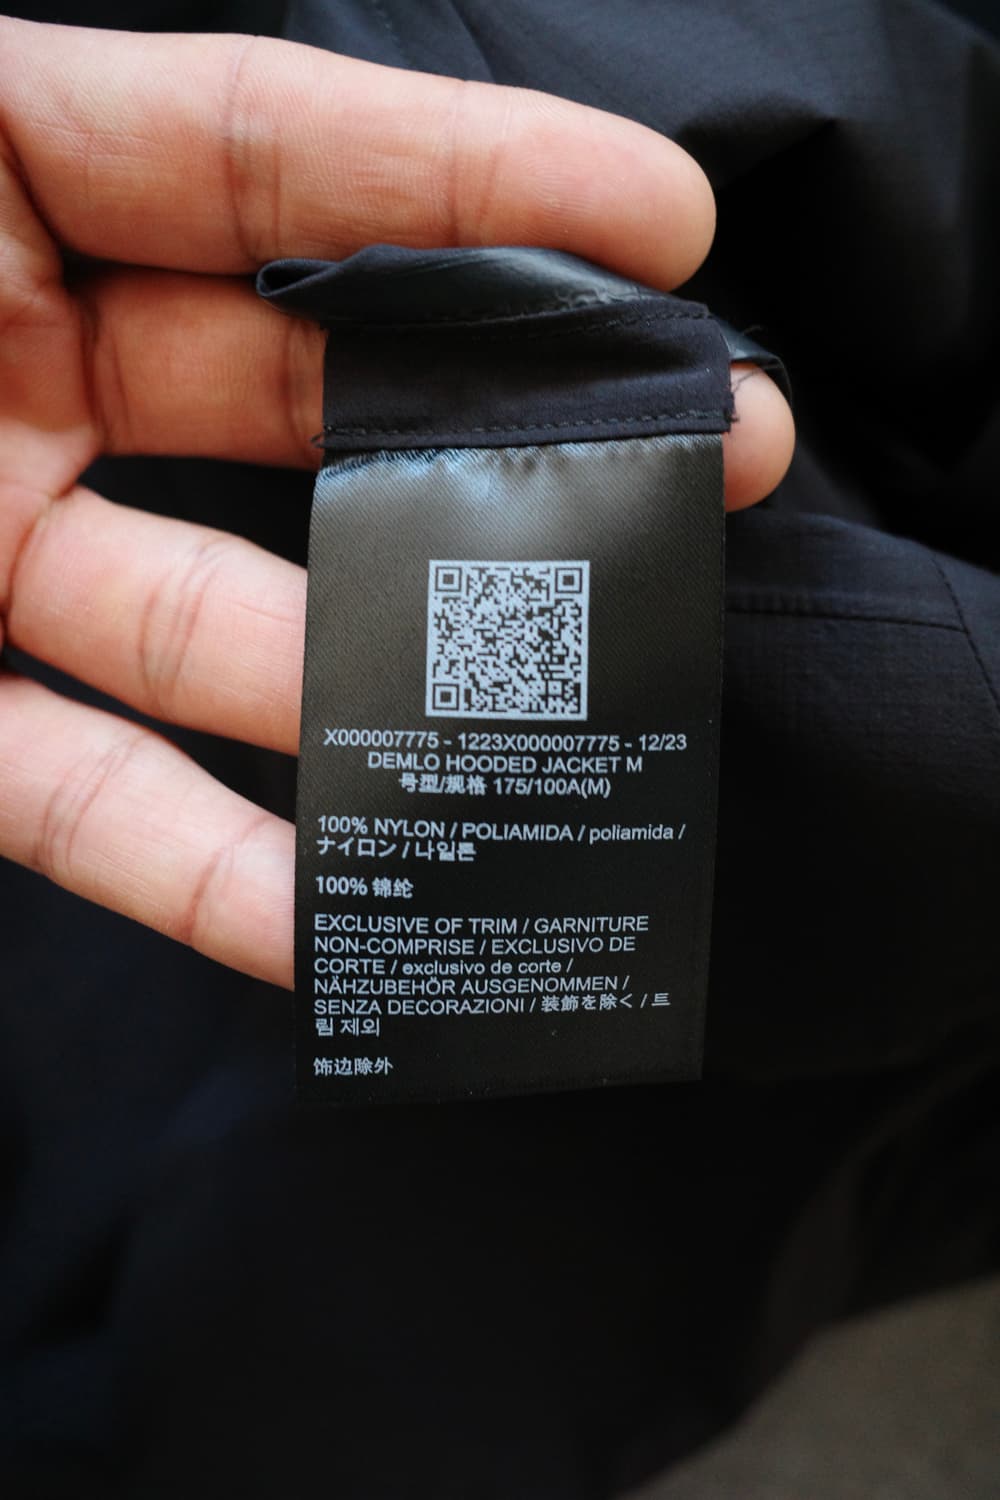 X000007775 - 1223X000007775 - 12/23
DEMLO HOODED JACKET M
号型/规格 175/100A(M)
100% NYLON / POLIAMIDA / poliamida /
ナイロン / 나일론
100% 锦纶
EXCLUSIVE OF TRIM / GARNITURE
NON-COMPRISE / EXCLUSIVO DE
CORTE / exclusivo de corte /
NÄHZUBEHÖR AUSGENOMMEN /
SENZA DECORAZIONI / 装飾を除く / 트
림 제외
饰边除外